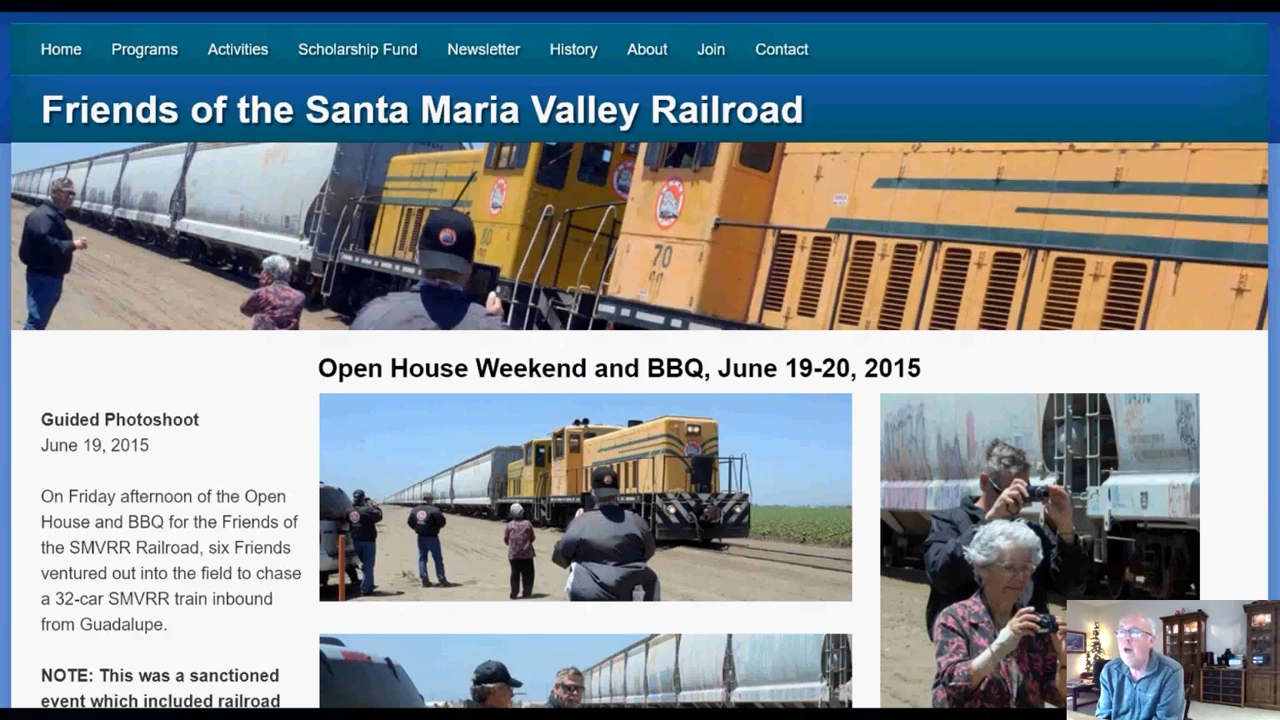 Home Programs Activities Scholarship Fund Newsletter History About Join Contact
Friends of the Santa Maria Valley Railroad
70
Open House Weekend and BBQ, June 19-20, 2015
Guided Photoshoot
June 19, 2015
On Friday afternoon of the Open
House and BBQ for the Friends of
the SMVRR Railroad, six Friends
ventured out into the field to chase
a 32-car SMVRR train inbound
from Guadalupe.
NOTE: This was a sanctioned
event which included railroad